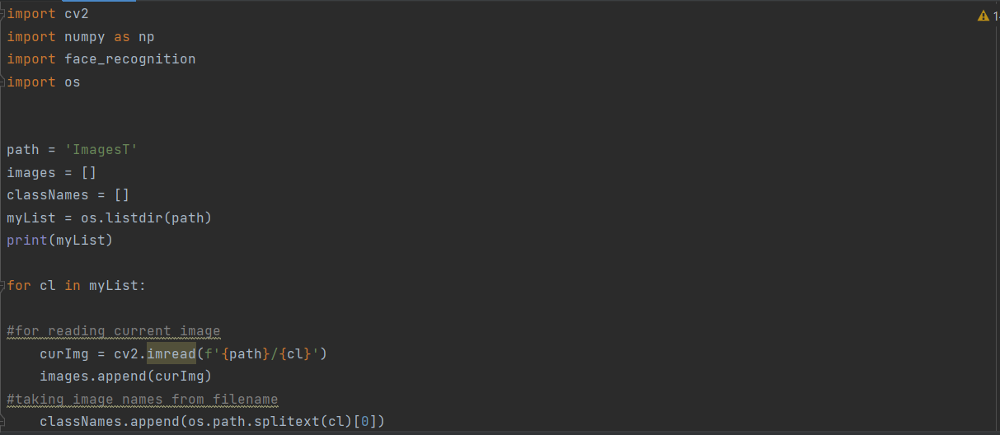 import cv2
import numpy as np
import face_recognition
import os
path = 'ImagesT'
images = []
classNames = []
myList = os.listdir(path)
print(myList)
for cl in myList:
#for reading current image
    curImg = cv2.imread(f'{path}/{cl}')
    images.append(curImg)
#taking image names from filename
    classNames.append(os.path.splitext(cl)[0])